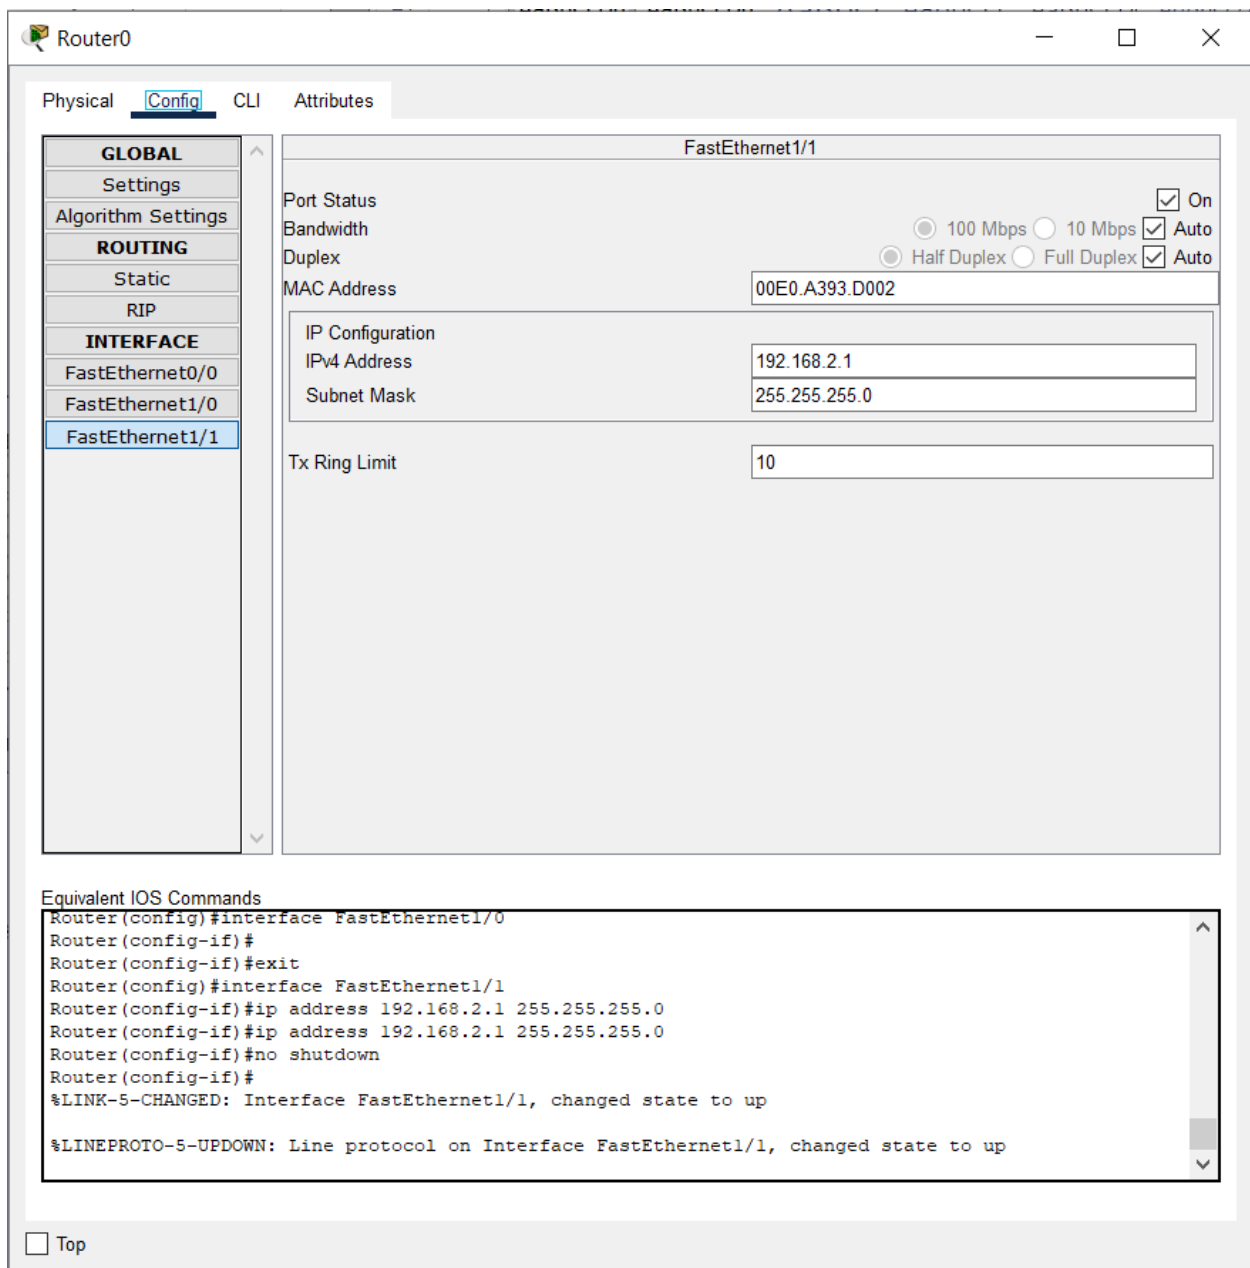 Router0
Physical Config CLI Attributes
GLOBAL
Settings
Algorithm Settings
ROUTING
Static
RIP
INTERFACE
FastEthernet0/0
FastEthernet1/0
FastEthernet1/1
FastEthernet1/1
Port Status On
Bandwidth 100 Mbps 10 Mbps Auto
Duplex Half Duplex Full Duplex Auto
MAC Address 00E0.A393.D002
IP Configuration
IPv4 Address 192.168.2.1
Subnet Mask 255.255.255.0
Tx Ring Limit 10
Equivalent IOS Commands
Router(config)#interface FastEthernet1/0
Router(config-if)#
Router(config-if)#exit
Router(config)#interface FastEthernet1/1
Router(config-if)#ip address 192.168.2.1 255.255.255.0
Router(config-if)#ip address 192.168.2.1 255.255.255.0
Router(config-if)#no shutdown
Router(config-if)#
%LINK-5-CHANGED: Interface FastEthernet1/1, changed state to up
%LINEPROTO-5-UPDOWN: Line protocol on Interface FastEthernet1/1, changed state to up
Top